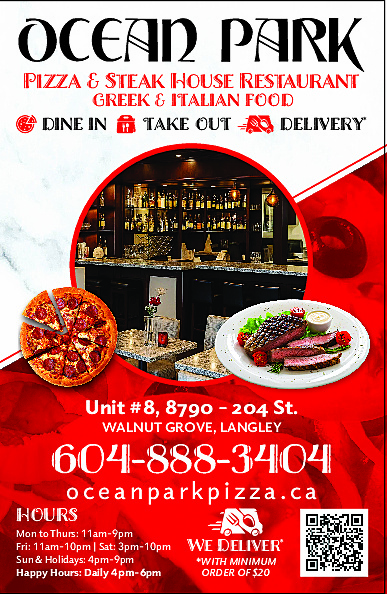 OCEAN PARK
PIZZA & STEAK HOUSE RESTAURANT
GREEK & ITALIAN FOOD
DINE IN TAKE OUT DELIVERY*
Unit #8, 8790 - 204 St.
WALNUT GROVE, LANGLEY
604-888-3404
oceanparkpizza.ca
HOURS
Mon to Thurs: 11am-9pm
Fri: 11am-10pm | Sat: 3pm-10pm
Sun & Holidays: 4pm-9pm
Happy Hours: Daily 4pm-6pm
WE DELIVER*
*WITH MINIMUM
ORDER OF $20